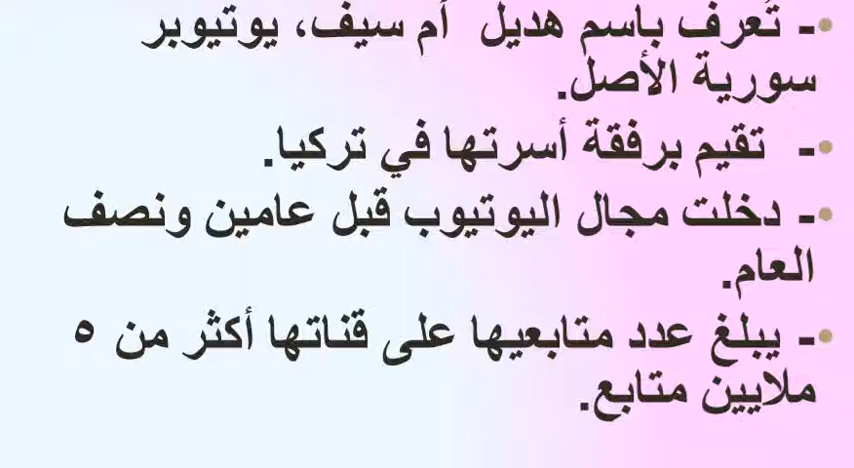 •- تُعرف باسم هديل أم سيف، يوتيوبر
سورية الأصل.
•- تقيم برفقة أسرتها في تركيا.
•- دخلت مجال اليوتيوب قبل عامين ونصف
العام.
•- يبلغ عدد متابعيها على قناتها أكثر من ٥
ملايين متابع.